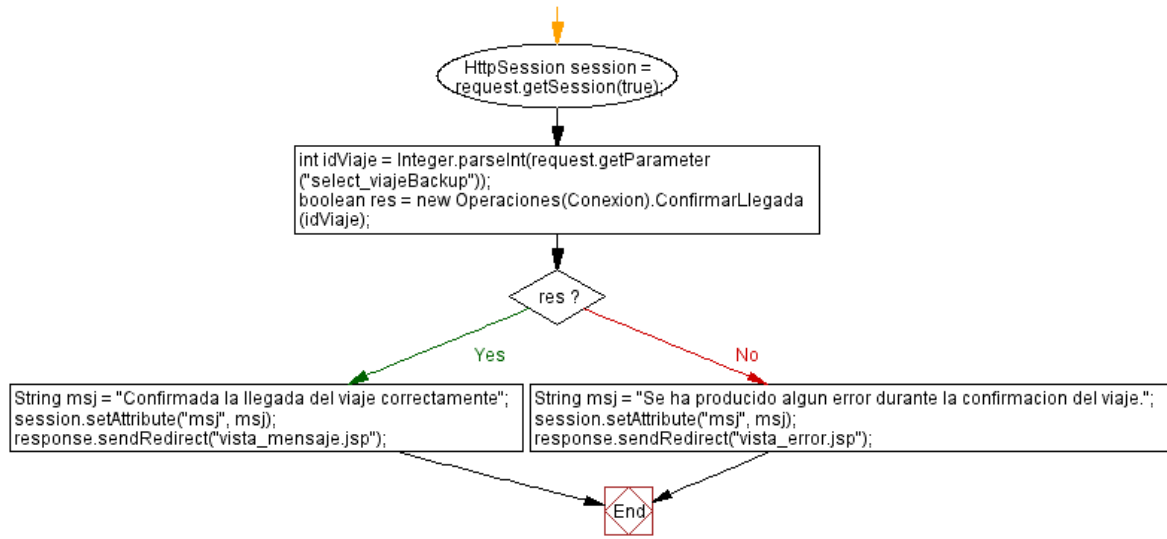 HttpSession session =
request.getSession(true);
int idViaje = Integer.parseInt(request.getParameter
("select_viajeBackup"));
boolean res = new Operaciones(Conexion).ConfirmarLlegada
(idViaje);
res ?
Yes
No
String msj = "Confirmada la llegada del viaje correctamente";
session.setAttribute("msj", msj);
response.sendRedirect("vista_mensaje.jsp");
String msj = "Se ha producido algun error durante la confirmacion del viaje.";
session.setAttribute("msj", msj);
response.sendRedirect("vista_error.jsp");
End